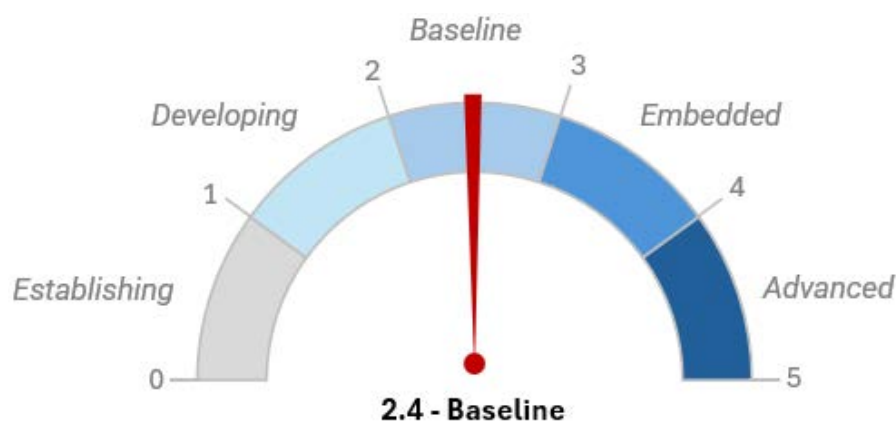 Baseline
2
3
Developing
Embedded
1
4
Establishing
Advanced
0
5
2.4 - Baseline